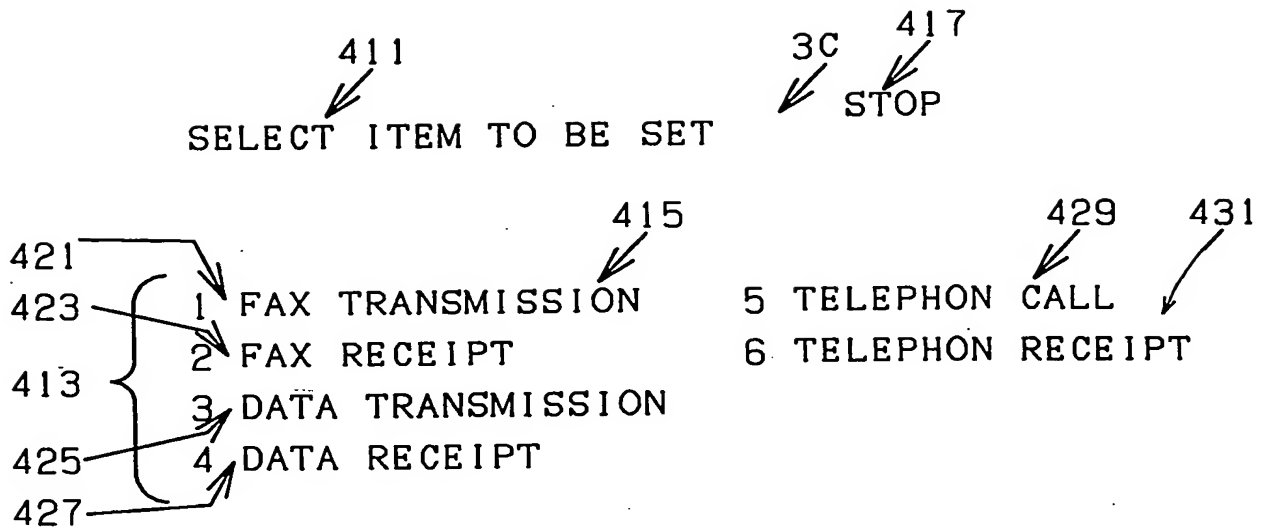 411 3C 417
STOP
SELECT ITEM TO BE SET
415 429 431
421
1 FAX TRANSMISSION 5 TELEPHON CALL
423
2 FAX RECEIPT 6 TELEPHON RECEIPT
413
3 DATA TRANSMISSION
425 4 DATA RECEIPT
427